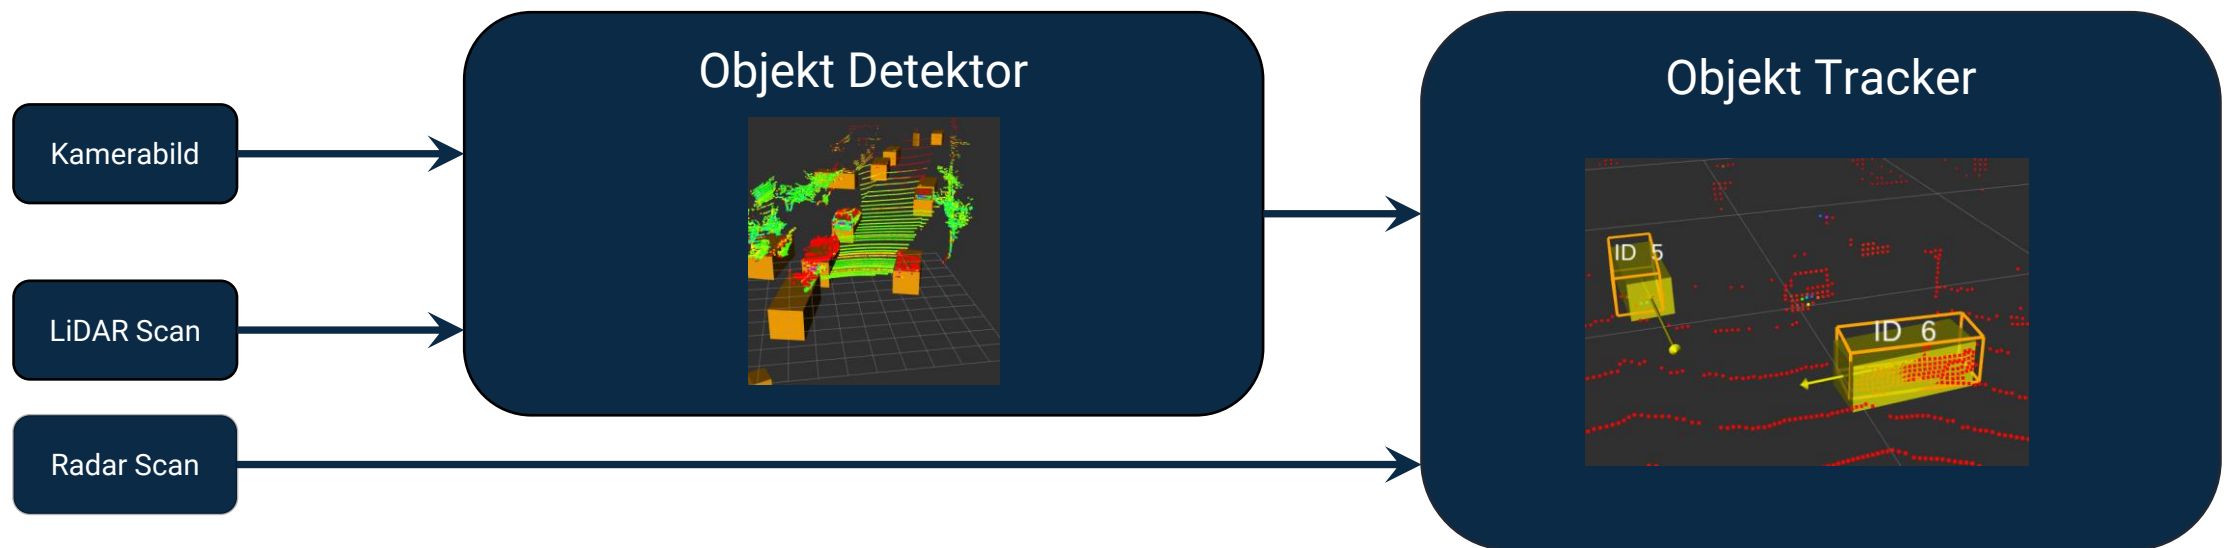 Objekt Detektor
Objekt Tracker
Kamerabild
LiDAR Scan
Radar Scan
ID 5
ID 6